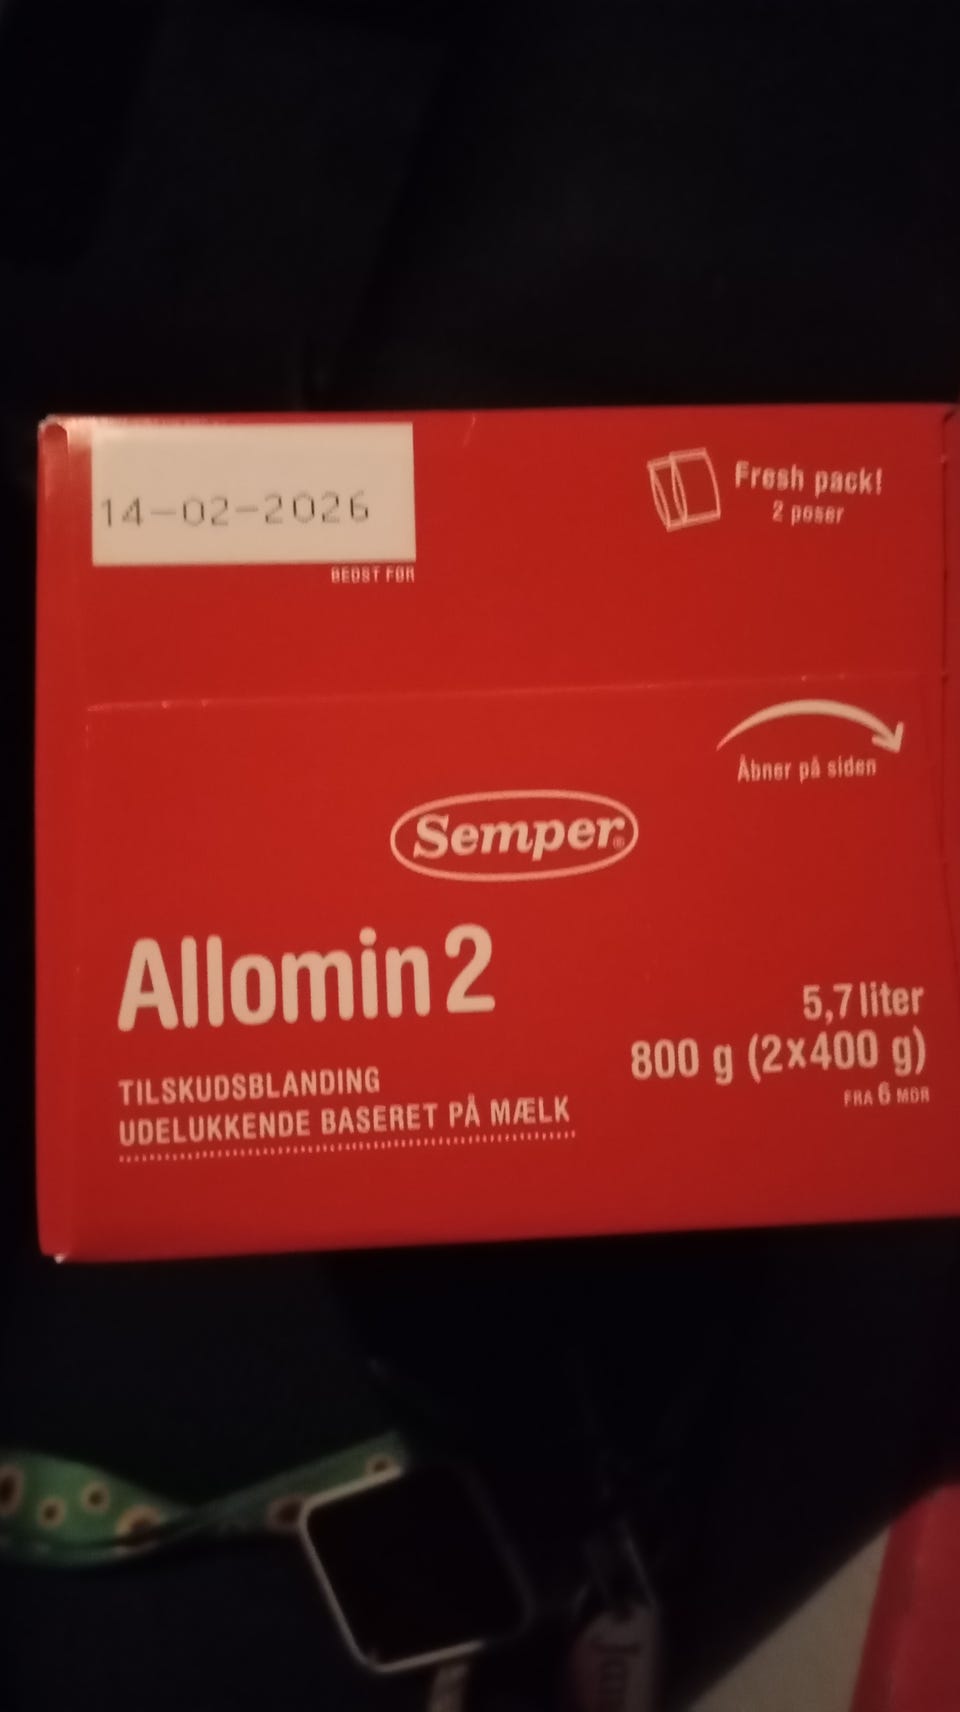 14-02-2026
BEDST FØR
Fresh pack!
2 poser
Åbner på siden
Semper®
Allomin 2
5,7 liter
800 g (2x400 g)
FRA 6 MDR
TILSKUDSBLANDING
UDELUKKENDE BASERET PÅ MÆLK